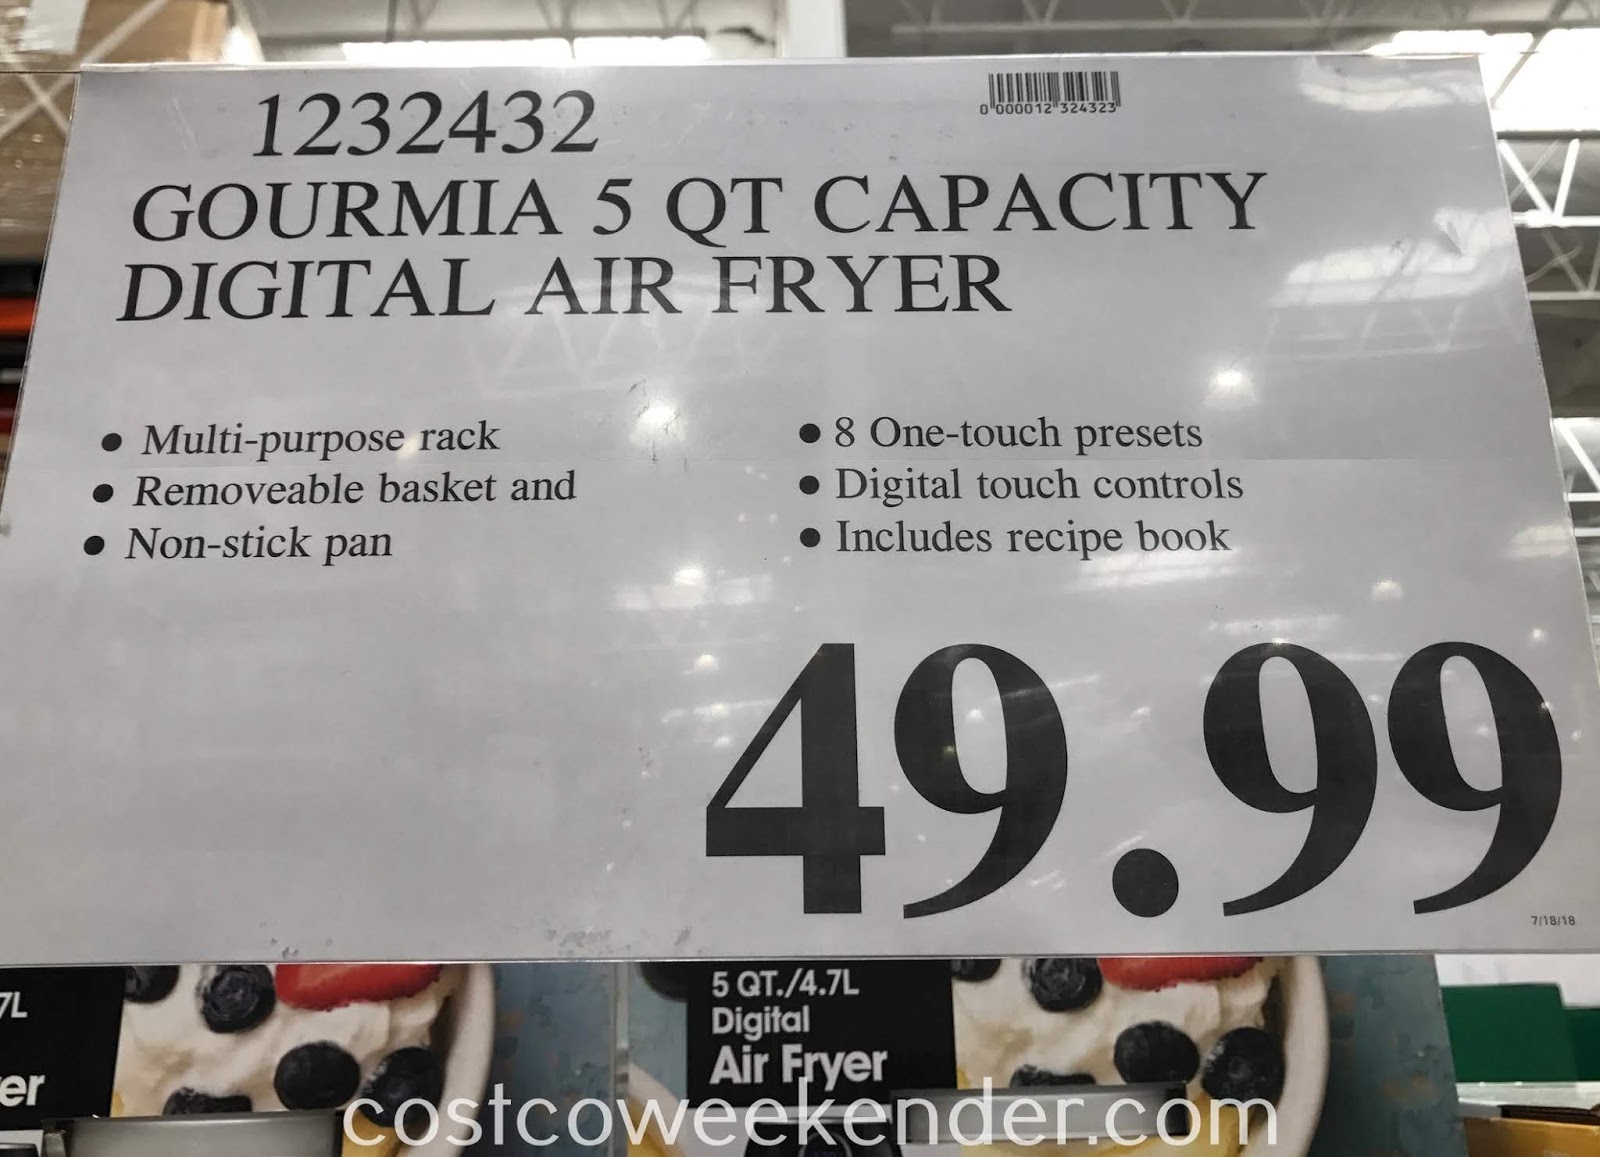 1232432
0 000012 324323
GOURMIA 5 QT CAPACITY
DIGITAL AIR FRYER
• Multi-purpose rack
• Removeable basket and
• Non-stick pan
• 8 One-touch presets
• Digital touch controls
• Includes recipe book
49.99
7/18/18
7L
er
5 QT./4.7L
Digital
Air Fryer
costcoweekender.com